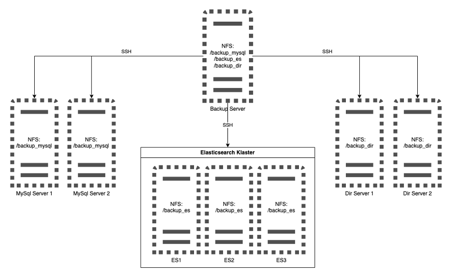 NFS:
/backup_mysql
/backup_es
/backup_dir
Backup Server
SSH
SSH
SSH
NFS:
/backup_mysql
MySql Server 1
NFS:
/backup_mysql
MySql Server 2
Elasticsearch Klaster
NFS:
/backup_es
ES1
NFS:
/backup_es
ES2
NFS:
/backup_es
ES3
NFS:
/backup_dir
Dir Server 1
NFS:
/backup_dir
Dir Server 2